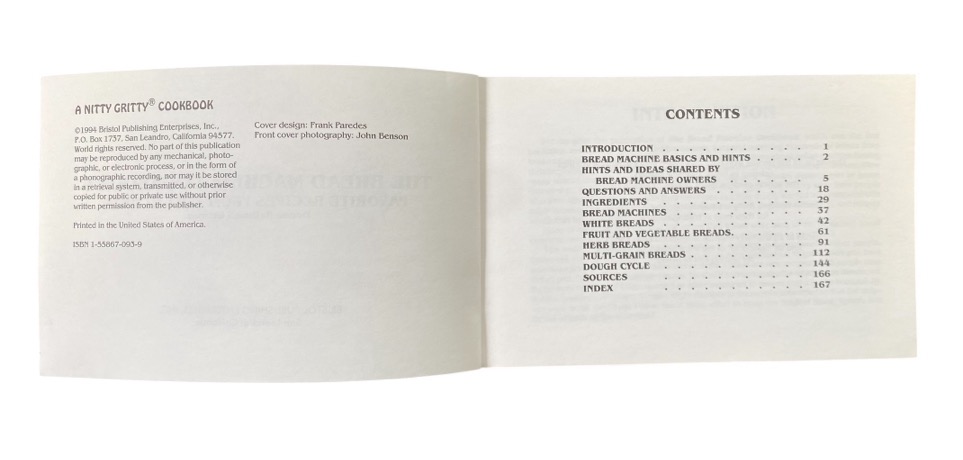 A NITTY GRITTY® COOKBOOK
©1994 Bristol Publishing Enterprises, Inc.,
P.O. Box 1737, San Leandro, California 94577.
World rights reserved. No part of this publication
may be reproduced by any mechanical, photo-
graphic, or electronic process, or in the form of
a phonographic recording, nor may it be stored
in a retrieval system, transmitted, or otherwise
copied for public or private use without prior
written permission from the publisher.
Printed in the United States of America.
ISBN 1-55867-093-9
Cover design: Frank Paredes
Front cover photography: John Benson
CONTENTS
INTRODUCTION . . . . . . . . . . . 1
BREAD MACHINE BASICS AND HINTS . . . . 2
HINTS AND IDEAS SHARED BY
BREAD MACHINE OWNERS . . . . . . 5
QUESTIONS AND ANSWERS . . . . . . . 18
INGREDIENTS . . . . . . . . . . . 29
BREAD MACHINES . . . . . . . . . . 37
WHITE BREADS . . . . . . . . . . . 42
FRUIT AND VEGETABLE BREADS. . . . . . 61
HERB BREADS . . . . . . . . . . . 91
MULTI-GRAIN BREADS . . . . . . . . . 112
DOUGH CYCLE . . . . . . . . . . . 144
SOURCES . . . . . . . . . . . 166
INDEX . . . . . . . . . . . 167